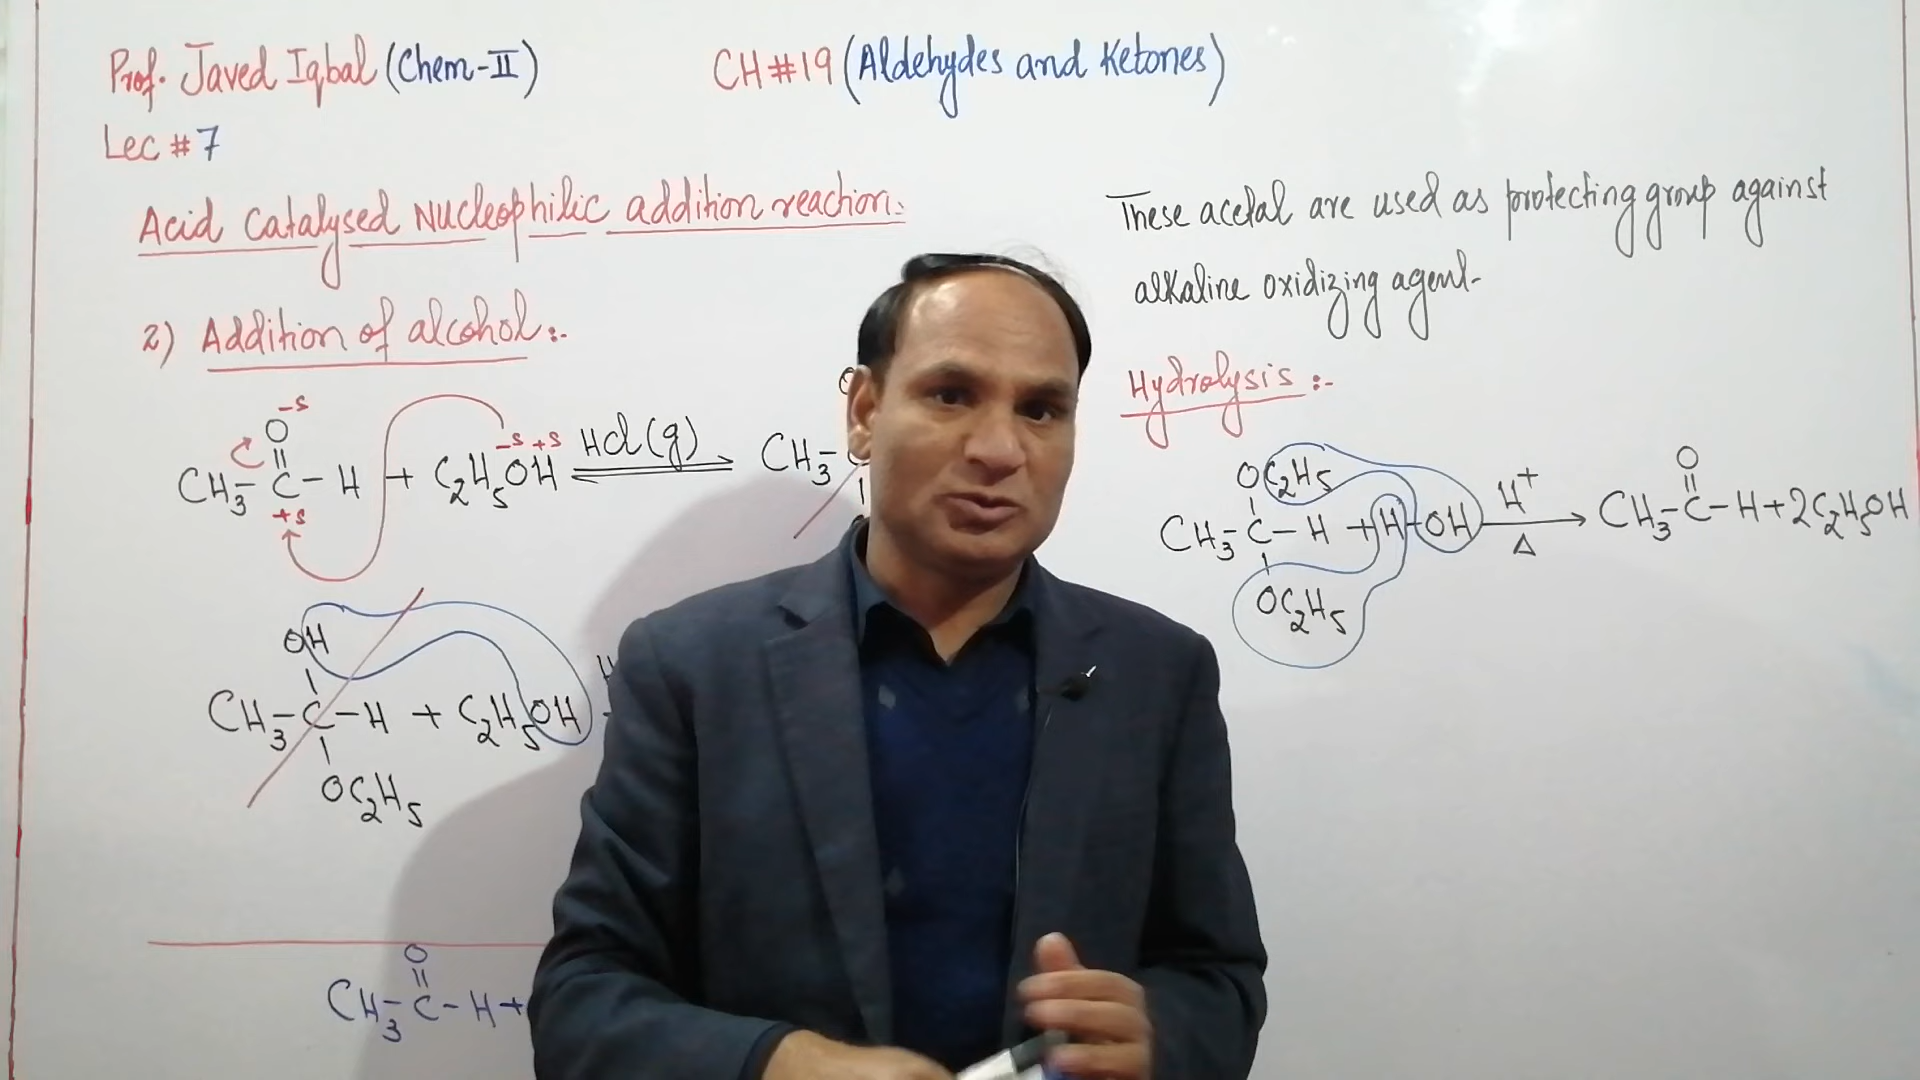 Prof. Javed Iqbal (Chem-II)
CH#19 (Aldehydes and Ketones)
Lec # 7
Acid Catalysed Nucleophilic addition reaction:
2) Addition of alcohol:-
-δ
O
||
CH3-C-H + C2H5OH HCl(g) ⇌ CH3-
+δ
-δ +δ
OH
|
CH3-C-H + C2H5OH
|
OC2H5
O
||
CH3-C-H +
These acetal are used as protecting group against
alkaline oxidizing agent.
Hydrolysis:-
OC2H5
|
CH3-C-H + H-OH H+ → Δ CH3-C-H + 2C2H5OH
|
OC2H5
O
||